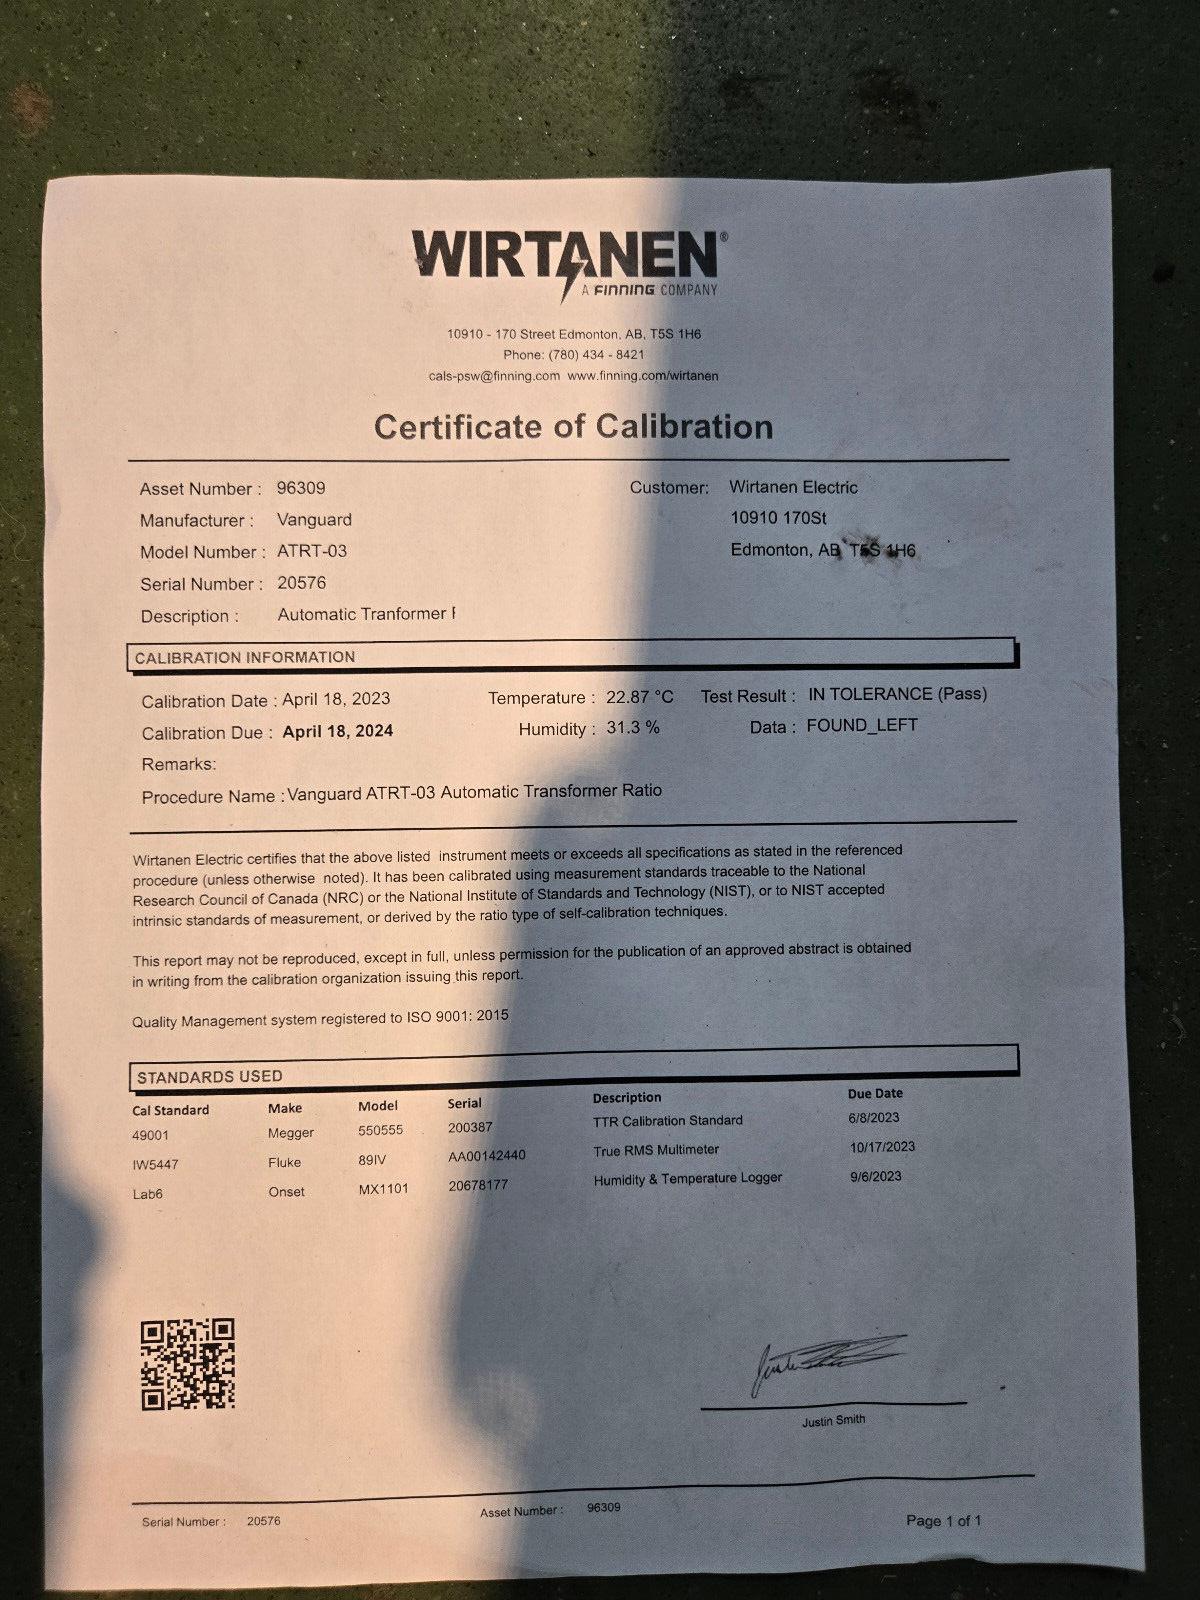 WIRTANEN®
A FINNING COMPANY
10910 - 170 Street Edmonton, AB, T5S 1H6
Phone: (780) 434 - 8421
cals-psw@finning.com www.finning.com/wirtanen
Certificate of Calibration
Asset Number : 96309 Customer: Wirtanen Electric
Manufacturer : Vanguard 10910 170St
Model Number : ATRT-03 Edmonton, AB T5S 1H6
Serial Number : 20576
Description : Automatic Tranformer
CALIBRATION INFORMATION
Calibration Date : April 18, 2023 Temperature : 22.87 °C Test Result : IN TOLERANCE (Pass)
Calibration Due : April 18, 2024 Humidity : 31.3 % Data : FOUND_LEFT
Remarks:
Procedure Name : Vanguard ATRT-03 Automatic Transformer Ratio
Wirtanen Electric certifies that the above listed instrument meets or exceeds all specifications as stated in the referenced
procedure (unless otherwise noted). It has been calibrated using measurement standards traceable to the National
Research Council of Canada (NRC) or the National Institute of Standards and Technology (NIST), or to NIST accepted
intrinsic standards of measurement, or derived by the ratio type of self-calibration techniques.
This report may not be reproduced, except in full, unless permission for the publication of an approved abstract is obtained
in writing from the calibration organization issuing this report.
Quality Management system registered to ISO 9001: 2015
STANDARDS USED
Cal Standard Make Model Serial Description Due Date
49001 Megger 550555 200387 TTR Calibration Standard 6/8/2023
IW5447 Fluke 89IV AA00142440 True RMS Multimeter 10/17/2023
Lab6 Onset MX1101 20678177 Humidity & Temperature Logger 9/6/2023
Justin Smith
Serial Number : 20576 Asset Number : 96309 Page 1 of 1